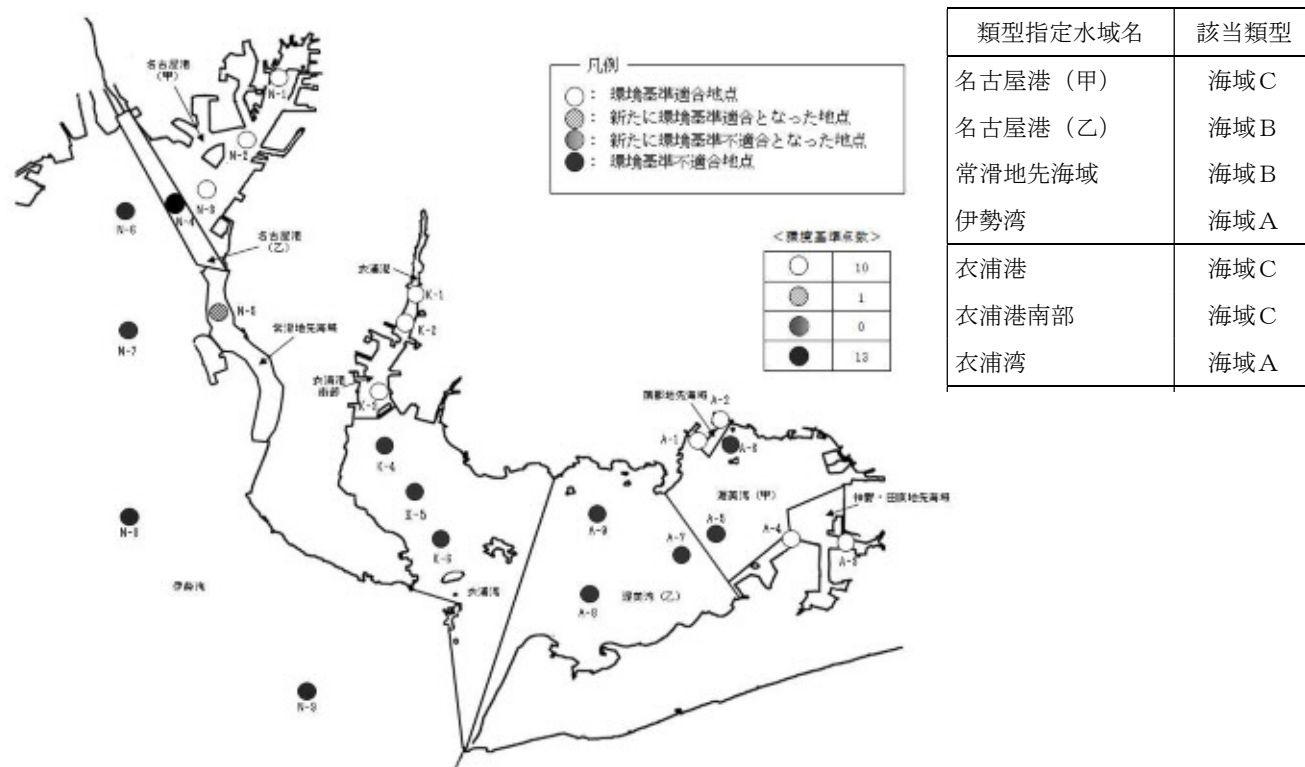 凡例
○： 環境基準適合地点
： 新たに環境基準適合となった地点
： 新たに環境基準不適合となった地点
●： 環境基準不適合地点
類型指定水域名 該当類型
名古屋港（甲） 海域C
名古屋港（乙） 海域B
常滑地先海域 海域B
伊勢湾 海域A
衣浦港 海域C
衣浦港南部 海域C
衣浦湾 海域A
＜環境基準点数＞
10
1
0
13
名古屋港
（甲）
N-1
N-2
N-3
N-4
N-6
名古屋港
（乙）
N-5
N-7
常滑地先海域
衣浦港
K-1
K-2
衣浦港
南部
K-3
K-4
K-5
K-6
衣浦湾
伊勢湾
N-8
N-9
A-2
A-1
A-6
渥美湾（甲）
A-5
A-4
A-3
A-7
A-9
A-8
渥美湾（乙）